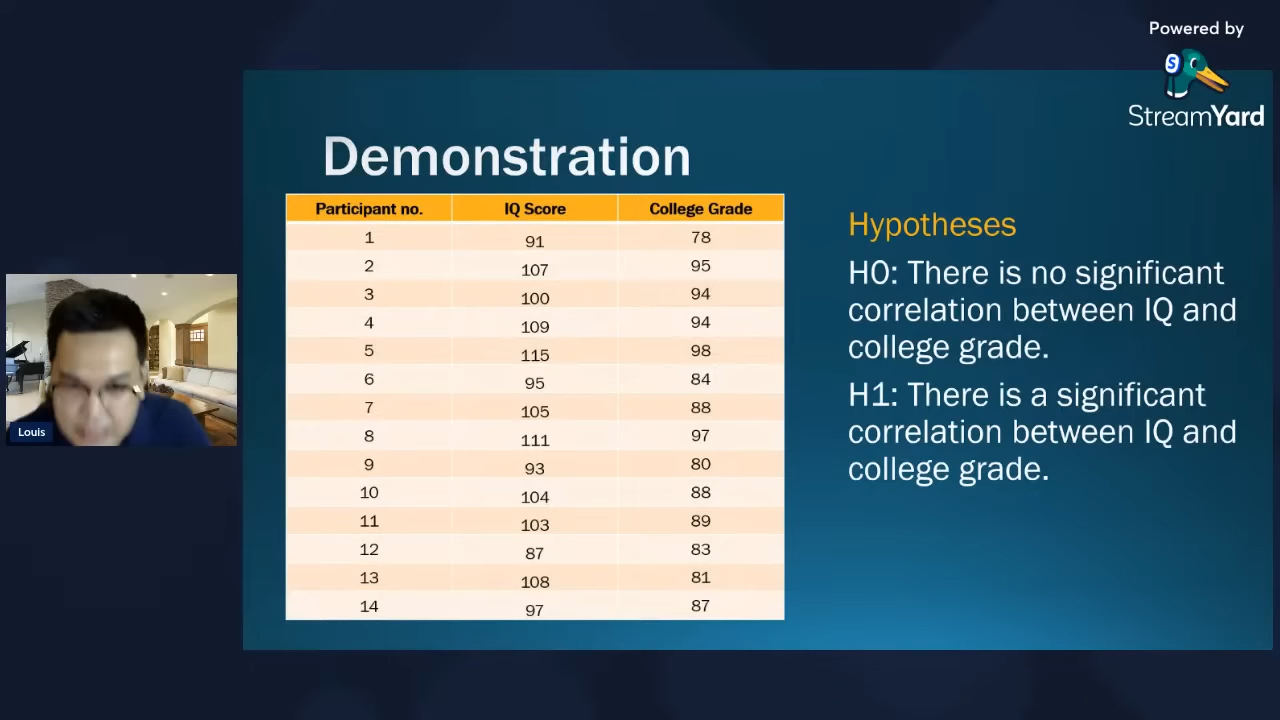 Powered by
S
StreamYard
Demonstration
Participant no. IQ Score College Grade
1 91 78
2 107 95
3 100 94
4 109 94
5 115 98
6 95 84
7 105 88
8 111 97
9 93 80
10 104 88
11 103 89
12 87 83
13 108 81
14 97 87
Hypotheses
H0: There is no significant
correlation between IQ and
college grade.
H1: There is a significant
correlation between IQ and
college grade.
Louis